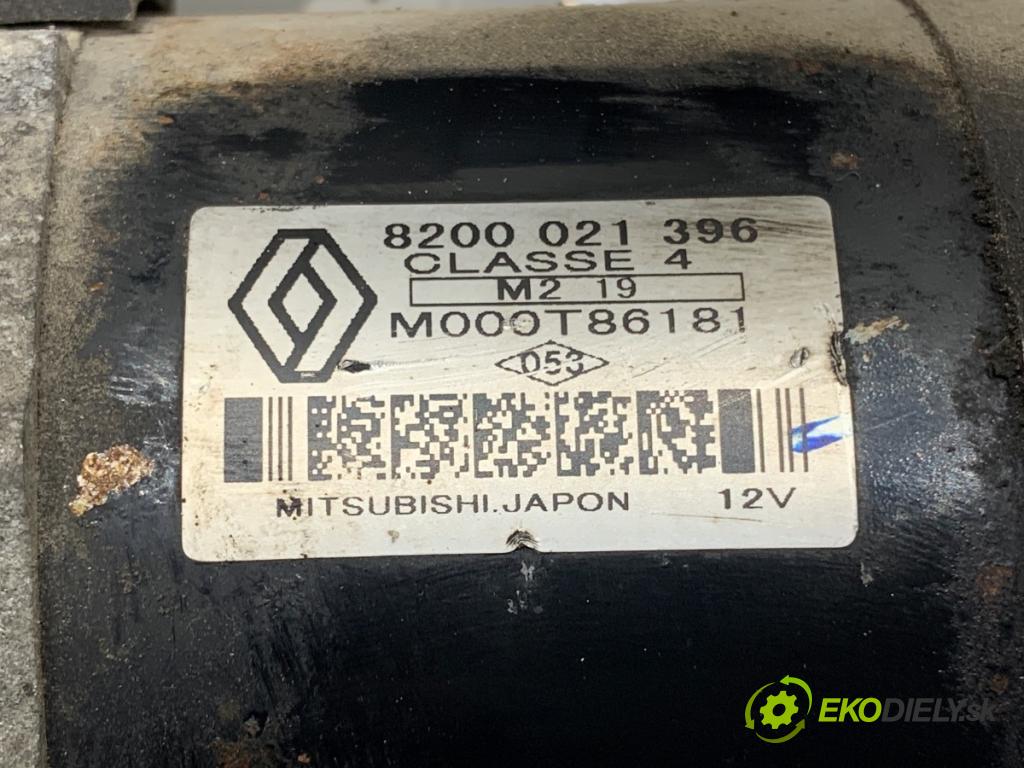 8200 021 396
CLASSE 4
M2 19
M000T86181
053
MITSUBISHI.JAPON 12V
EKODIELY.sk